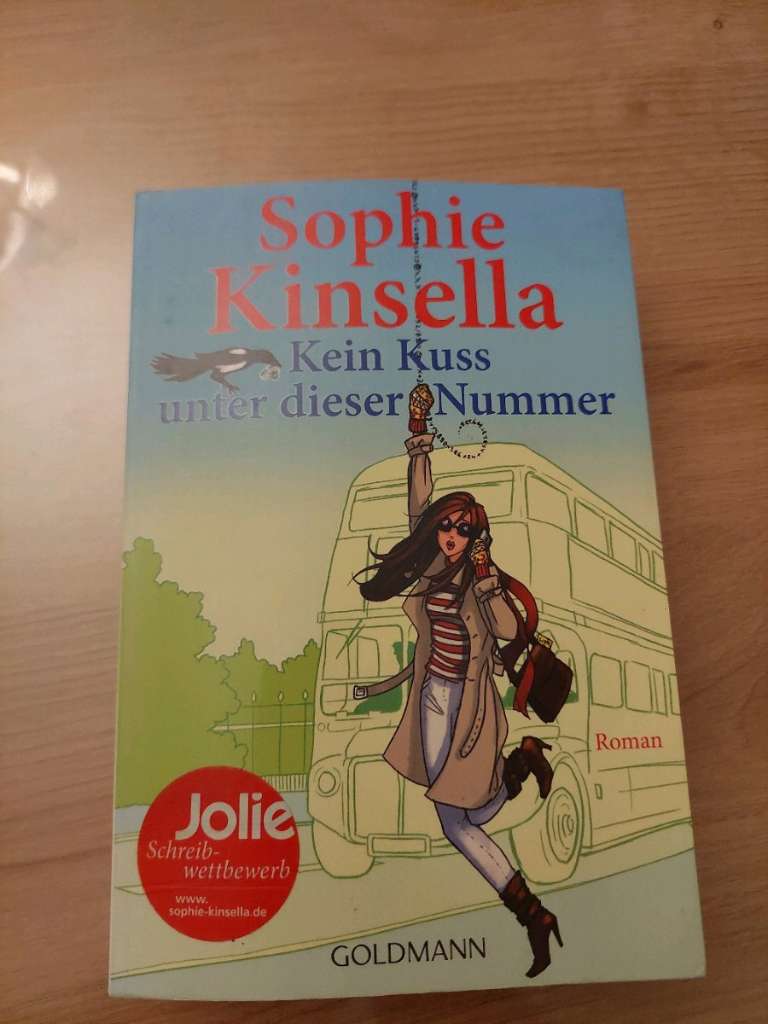 Sophie
Kinsella
Kein Kuss
unter dieser Nummer
Roman
Jolie
Schreib-
wettbewerb
www.
sophie-kinsella.de
GOLDMANN